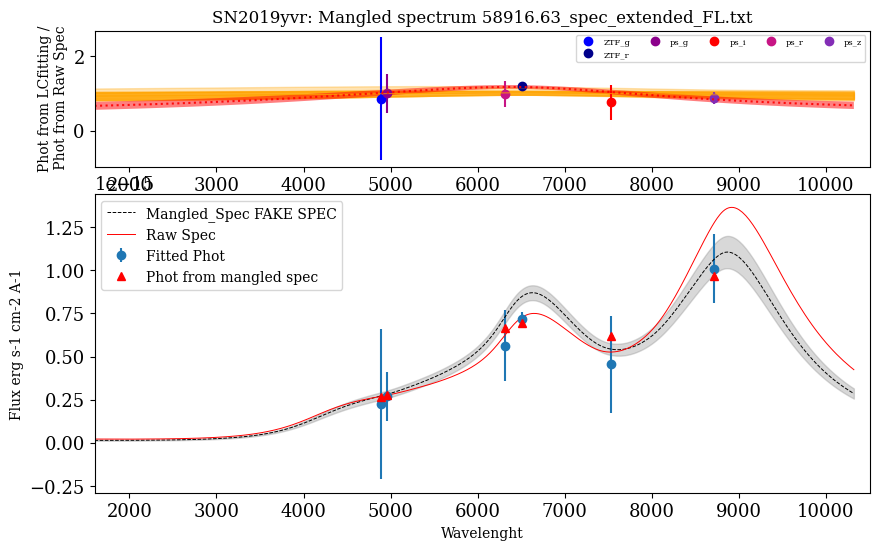 SN2019yvr: Mangled spectrum 58916.63_spec_extended_FL.txt
Phot from LCfitting /
Phot from Raw Spec
2
1
0
ZTF_g
ps_g
ps_i
ps_r
ps_z
ZTF_r
2000 3000 4000 5000 6000 7000 8000 9000 10000
1e−15
Flux erg s-1 cm-2 A-1
1.25
1.00
0.75
0.50
0.25
0.00
−0.25
Mangled_Spec FAKE SPEC
Raw Spec
Fitted Phot
Phot from mangled spec
2000 3000 4000 5000 6000 7000 8000 9000 10000
Wavelenght